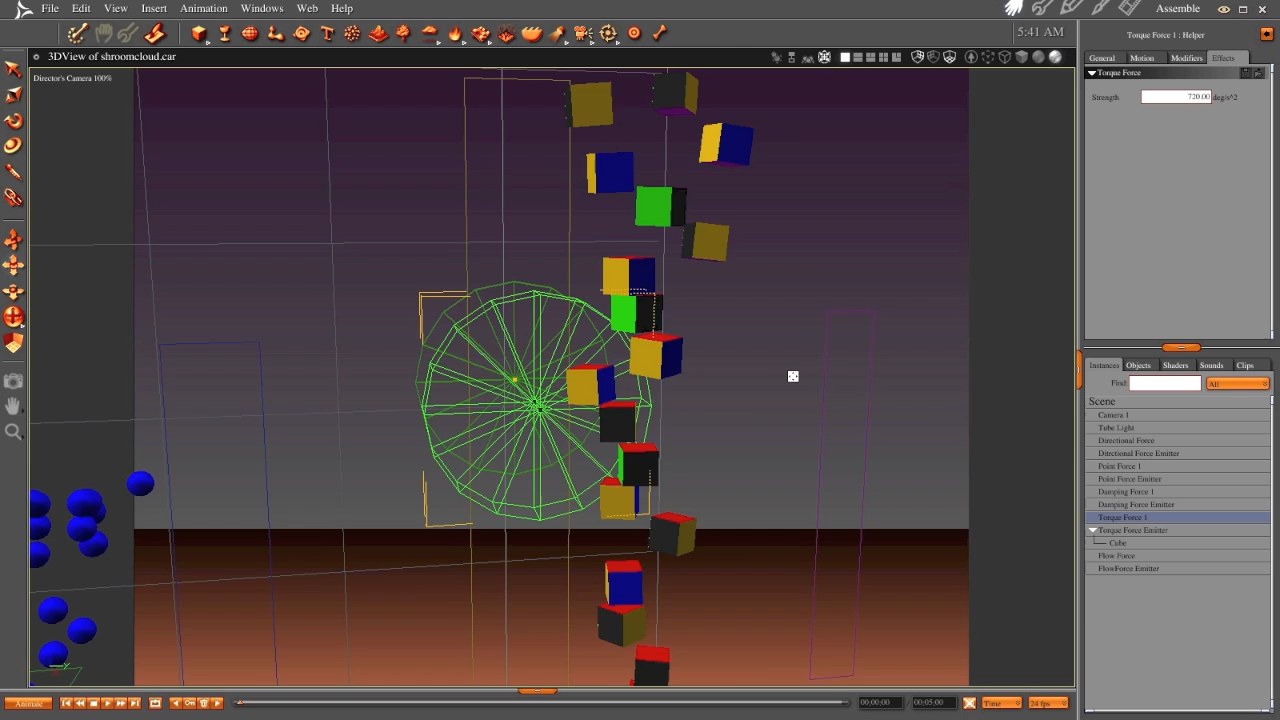 File Edit View Insert Animation Windows Web Help
Assemble
5:41 AM
Torque Force 1 : Helper
3DView of shroomcloud.car
General Motion Modifiers Effects
Director's Camera 100%
Torque Force
Strength 720.00 deg/s^2
Instances Objects Shaders Sounds Clips
Find: All
Scene
Camera 1
Tube Light
Directional Force
Ditrctional Force Emitter
Point Force 1
Point Force Emitter
Damping Force 1
Damping Force Emitter
Torque Force 1
Torque Force Emitter
Cube
Flow Force
FlowForce Emitter
Animate 00;00;00 / 00;05;00 Time 24 fps